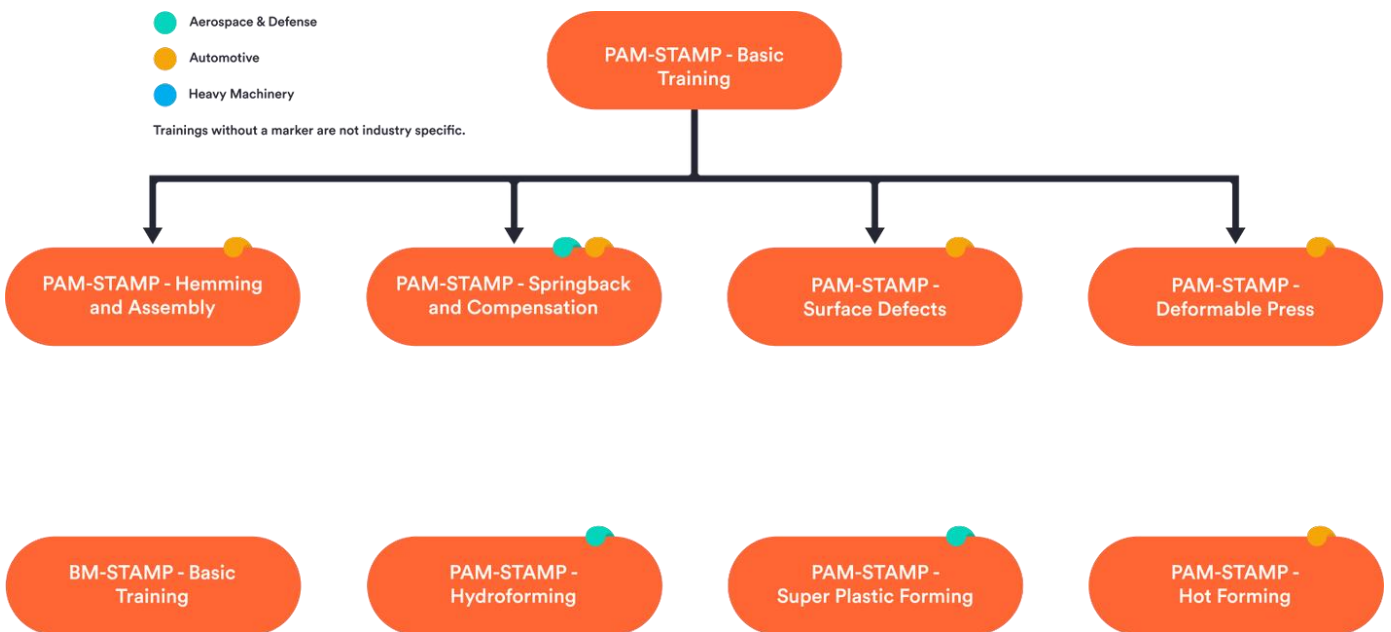 Aerospace & Defense
Automotive
Heavy Machinery
Trainings without a marker are not industry specific.
PAM-STAMP - Basic
Training
PAM-STAMP - Hemming
and Assembly
PAM-STAMP - Springback
and Compensation
PAM-STAMP -
Surface Defects
PAM-STAMP -
Deformable Press
BM-STAMP - Basic
Training
PAM-STAMP -
Hydroforming
PAM-STAMP -
Super Plastic Forming
PAM-STAMP -
Hot Forming